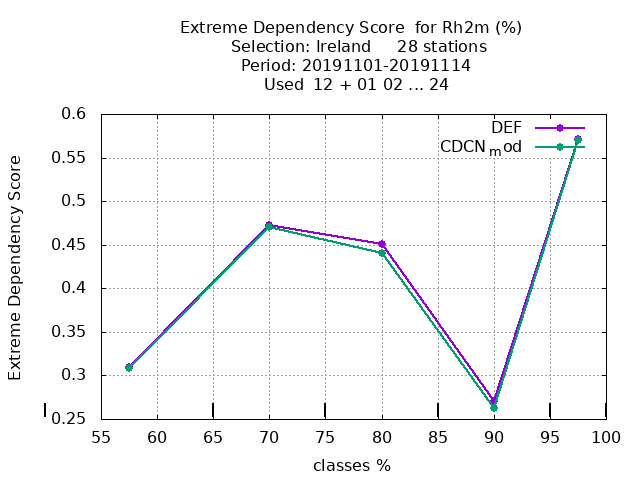 Extreme Dependency Score  for Rh2m (%)
Selection: Ireland     28 stations
Period: 20191101-20191114
Used  12 + 01 02 ... 24
DEF
CDCN_mod
Extreme Dependency Score
0.6
0.55
0.5
0.45
0.4
0.35
0.3
0.25
55 60 65 70 75 80 85 90 95 100
classes %